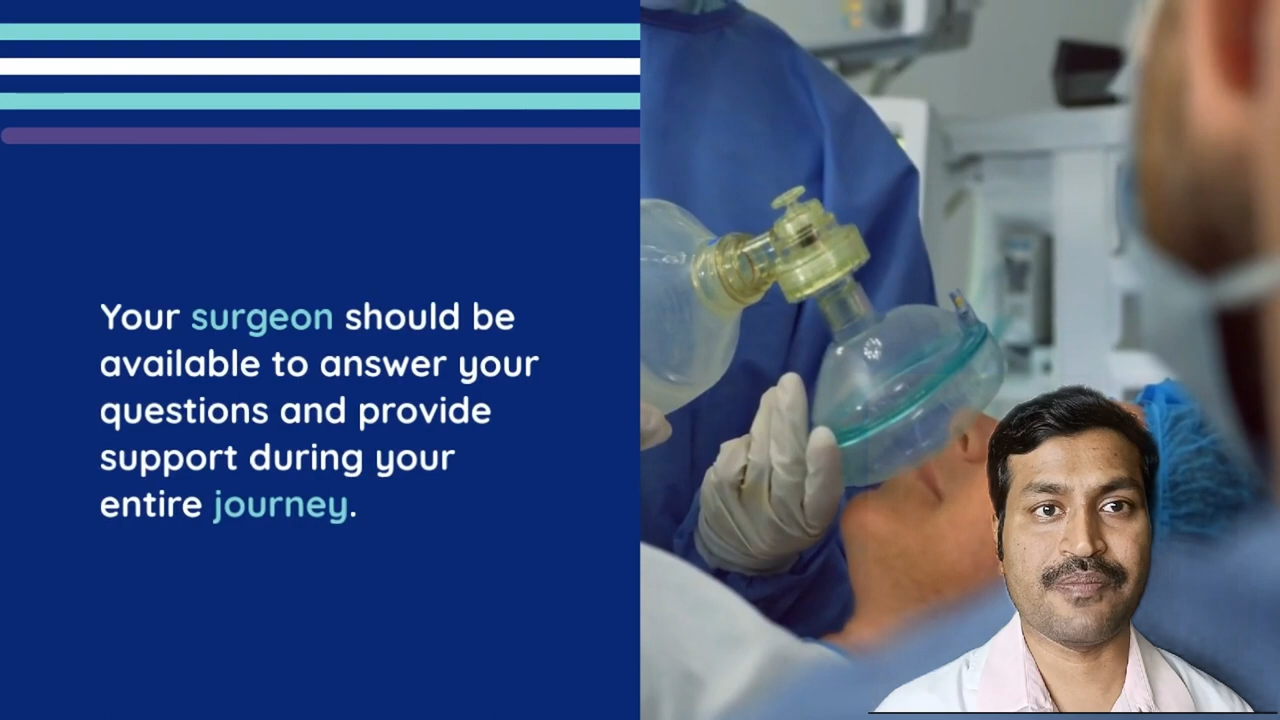 Your surgeon should be
available to answer your
questions and provide
support during your
entire journey.